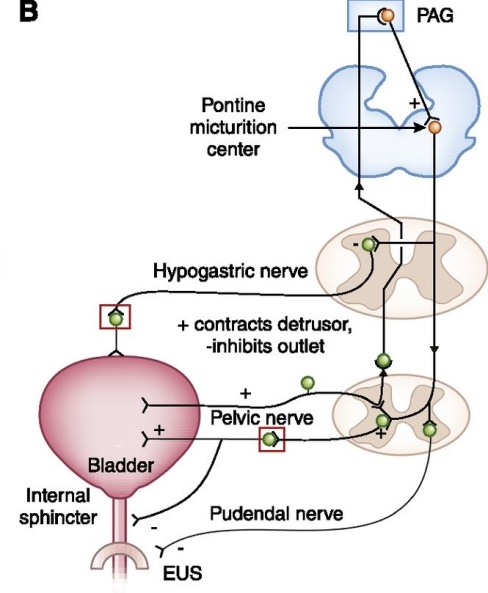 B
PAG
+
Pontine
micturition
center
-
Hypogastric nerve
+ contracts detrusor,
-inhibits outlet
+
Pelvic nerve
+
+
Bladder
Internal
sphincter
-
Pudendal nerve
-
EUS